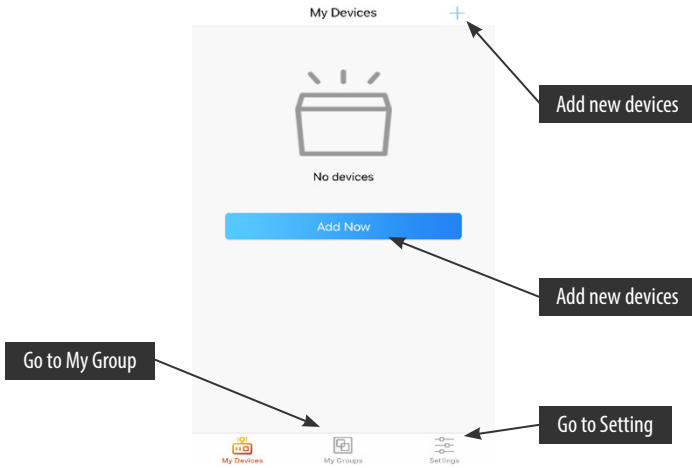 My Devices
Add new devices
No devices
Add Now
Add new devices
Go to My Group
Go to Setting
My Devices
My Groups
Settings